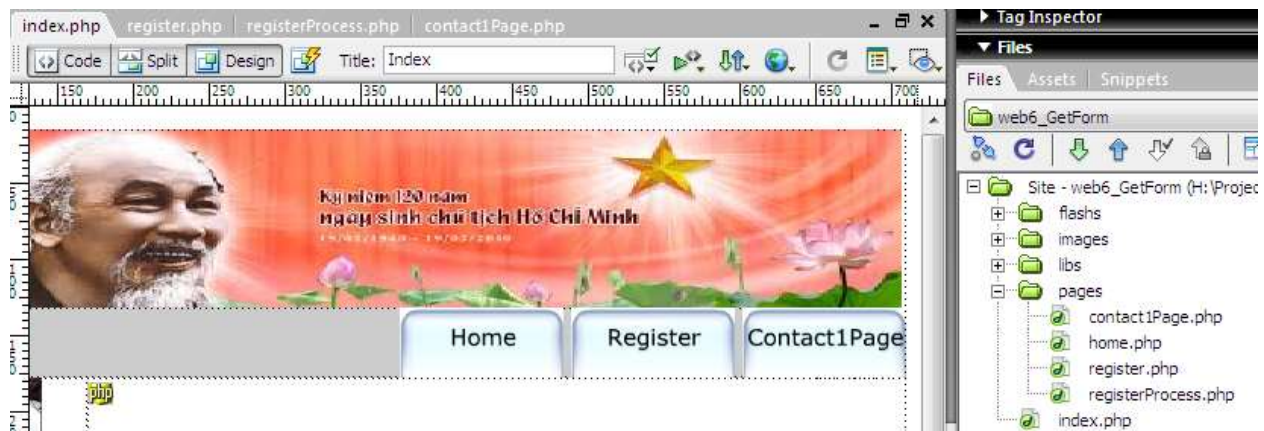 index.php register.php registerProcess.php contact1Page.php
Code Split Design Title: Index
150 200 250 300 350 400 450 500 550 600 650 700
Kỷ niệm 120 năm
ngày sinh chủ tịch Hồ Chí Minh
Home Register Contact1Page
php
Tag Inspector
Files
Files Assets Snippets
web6_GetForm
Site - web6_GetForm (H:\Projec
flashs
images
libs
pages
contact1Page.php
home.php
register.php
registerProcess.php
index.php